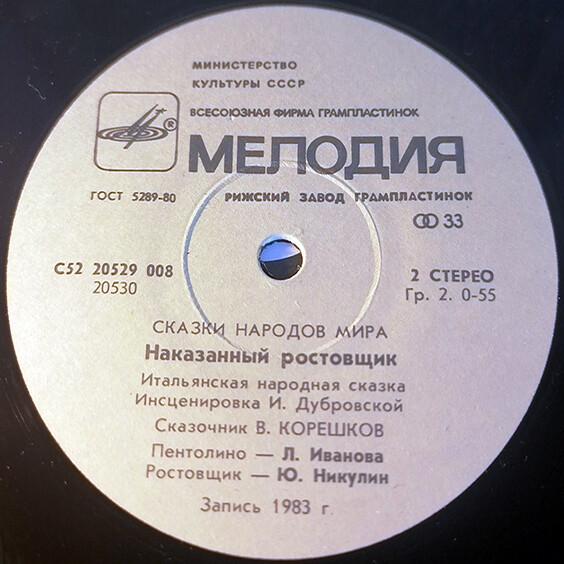 МИНИСТЕРСТВО
КУЛЬТУРЫ СССР
ВСЕСОЮЗНАЯ ФИРМА ГРАМПЛАСТИНОК
®
МЕЛОДИЯ
ГОСТ 5289-80 РИЖСКИЙ ЗАВОД ГРАМПЛАСТИНОК
33
С52 20529 008 2 СТЕРЕО
20530 Гр. 2. 0-55
СКАЗКИ НАРОДОВ МИРА
Наказанный ростовщик
Итальянская народная сказка
Инсценировка И. Дубровской
Сказочник В. КОРЕШКОВ
Пентолино — Л. Иванова
Ростовщик — Ю. Никулин
Запись 1983 г.